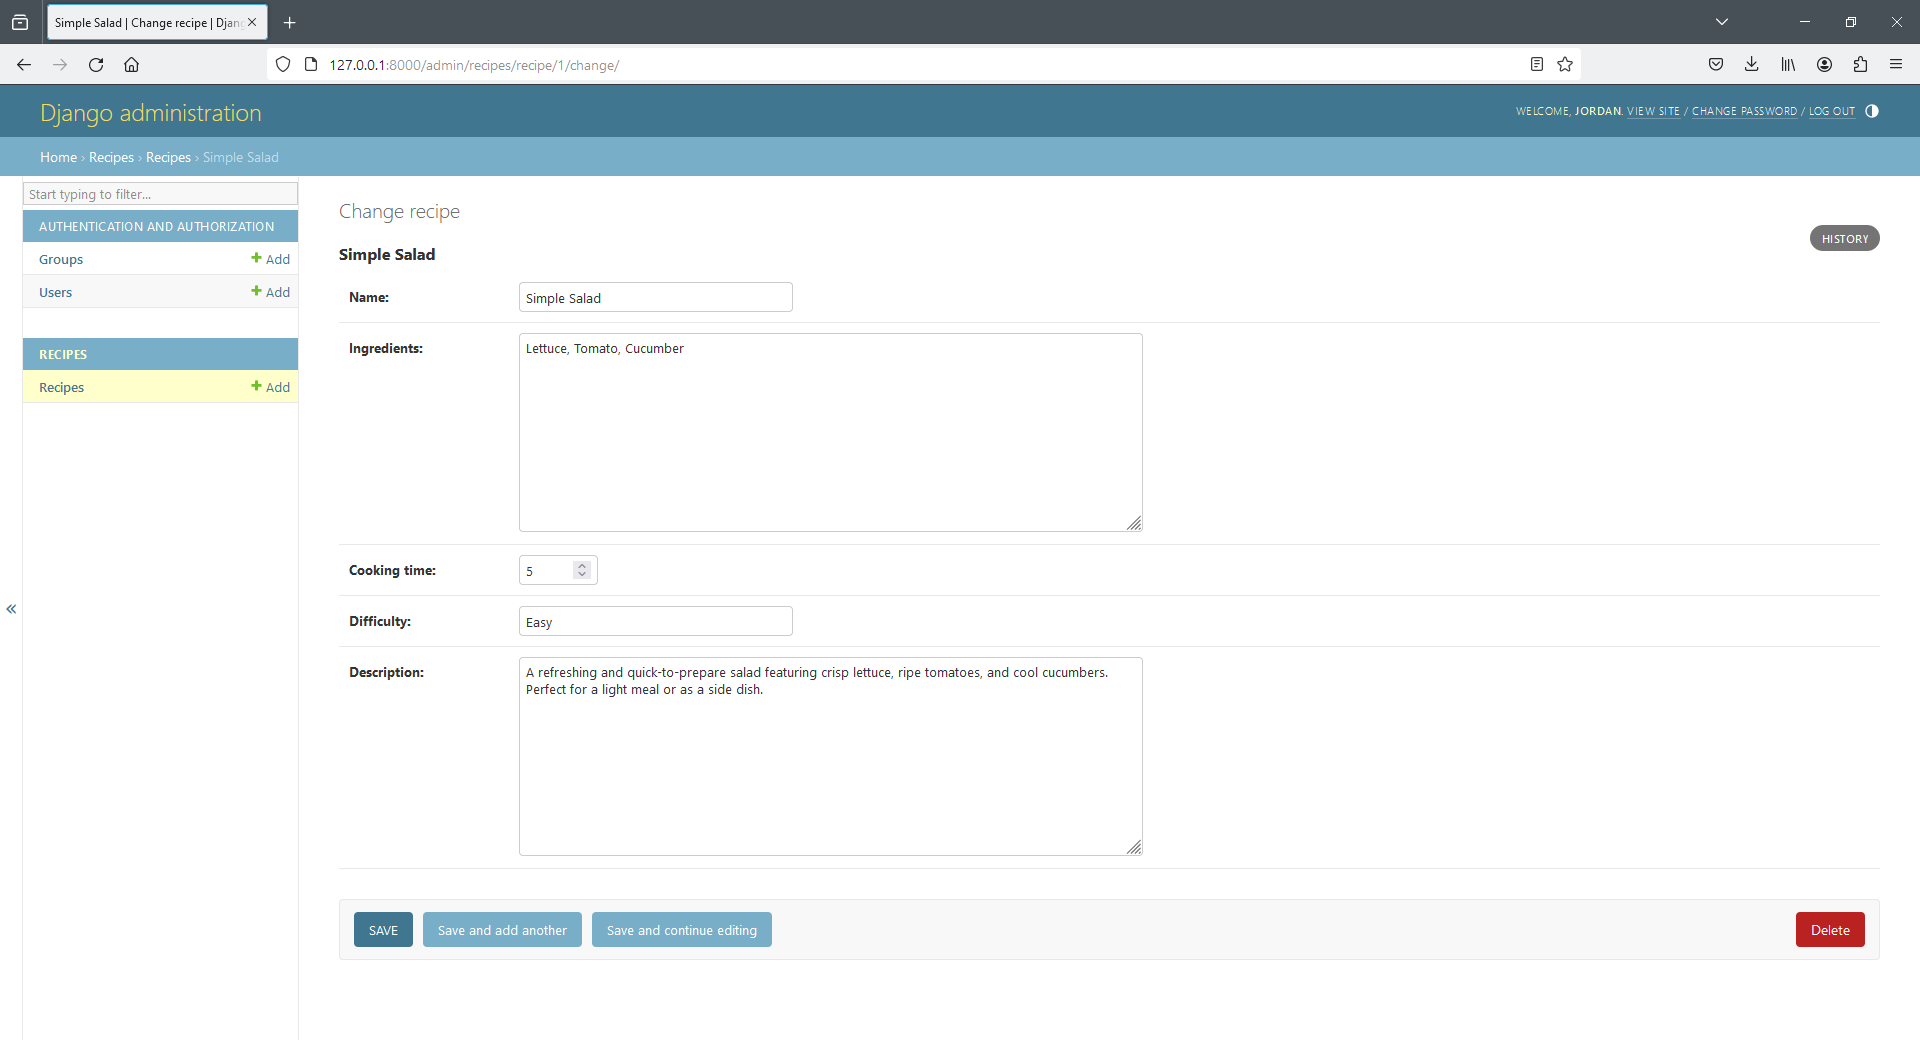 Simple Salad | Change recipe | Djan
127.0.0.1:8000/admin/recipes/recipe/1/change/
Django administration
WELCOME, JORDAN. VIEW SITE / CHANGE PASSWORD / LOG OUT
Home › Recipes › Recipes › Simple Salad
Start typing to filter...
AUTHENTICATION AND AUTHORIZATION
Groups
Add
Users
Add
RECIPES
Recipes
Add
Change recipe
HISTORY
Simple Salad
Name:
Simple Salad
Ingredients:
Lettuce, Tomato, Cucumber
Cooking time:
5
Difficulty:
Easy
Description:
A refreshing and quick-to-prepare salad featuring crisp lettuce, ripe tomatoes, and cool cucumbers.
Perfect for a light meal or as a side dish.
SAVE
Save and add another
Save and continue editing
Delete